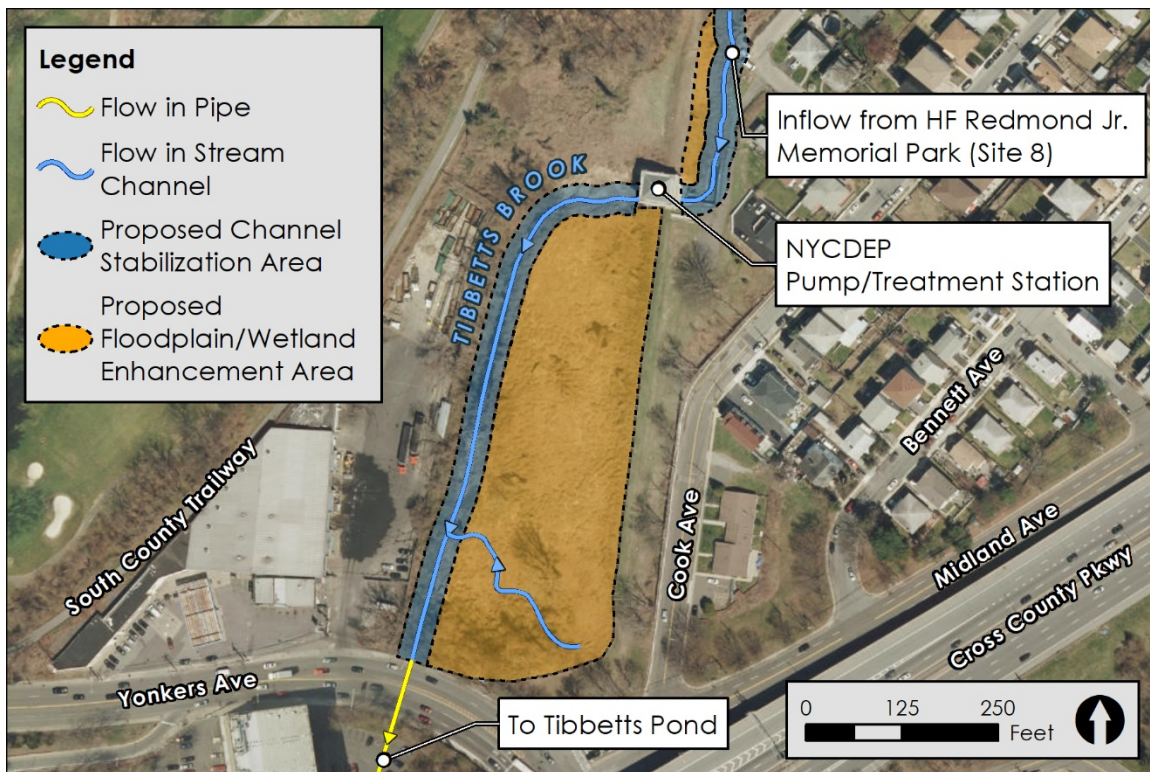 Legend
Flow in Pipe
Flow in Stream
Channel
Proposed Channel
Stabilization Area
Proposed
Floodplain/Wetland
Enhancement Area
Inflow from HF Redmond Jr.
Memorial Park (Site 8)
NYCDEP
Pump/Treatment Station
TIBBETTS BROOK
Bennett Ave
South County Trailway
Cook Ave
Midland Ave
Cross County Pkwy
Yonkers Ave
To Tibbetts Pond
0 125 250
Feet